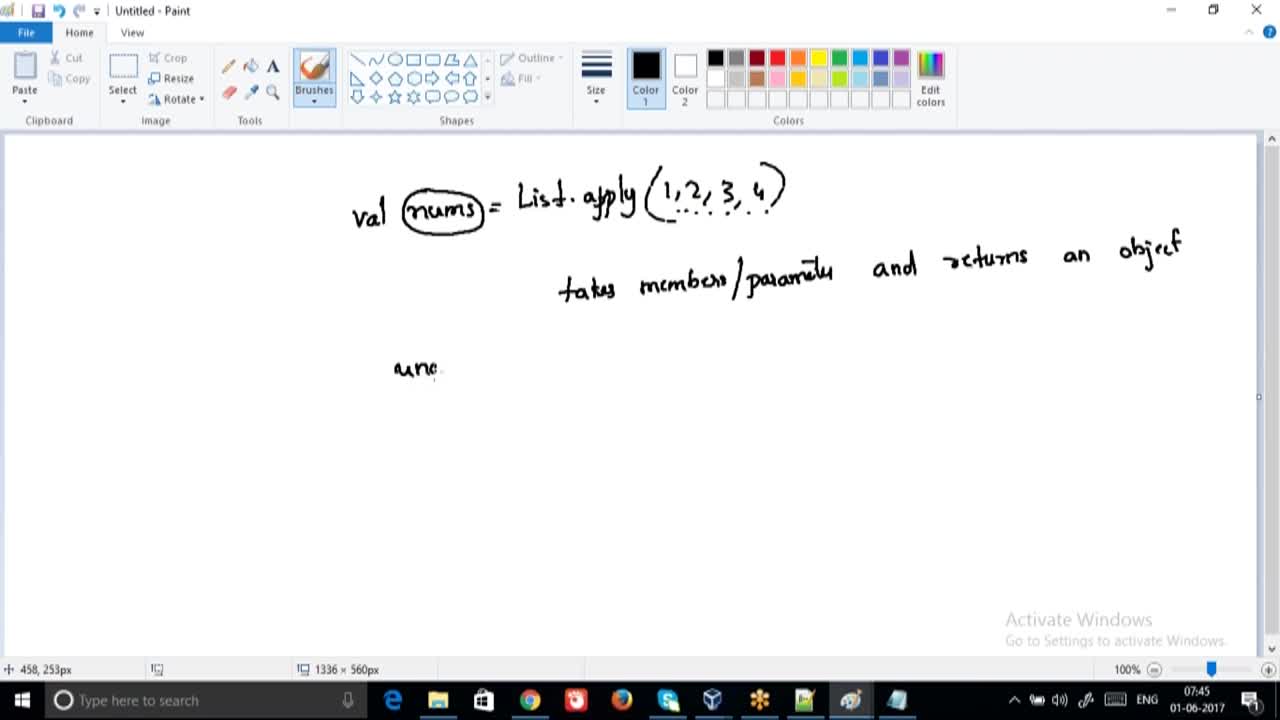 Untitled - Paint
File Home View
Cut
Copy
Paste
Clipboard
Crop
Resize
Rotate
Select
Image
Tools
Brushes
Outline
Fill
Shapes
Size
Color 1
Color 2
Edit colors
Colors
val nums = List.apply(1,2,3,4)
takes members/ and returns an object
Activate Windows
Go to Settings to activate Windows.
458, 253px
1336 × 560px
100%
Type here to search
ENG
07:45
01-06-2017